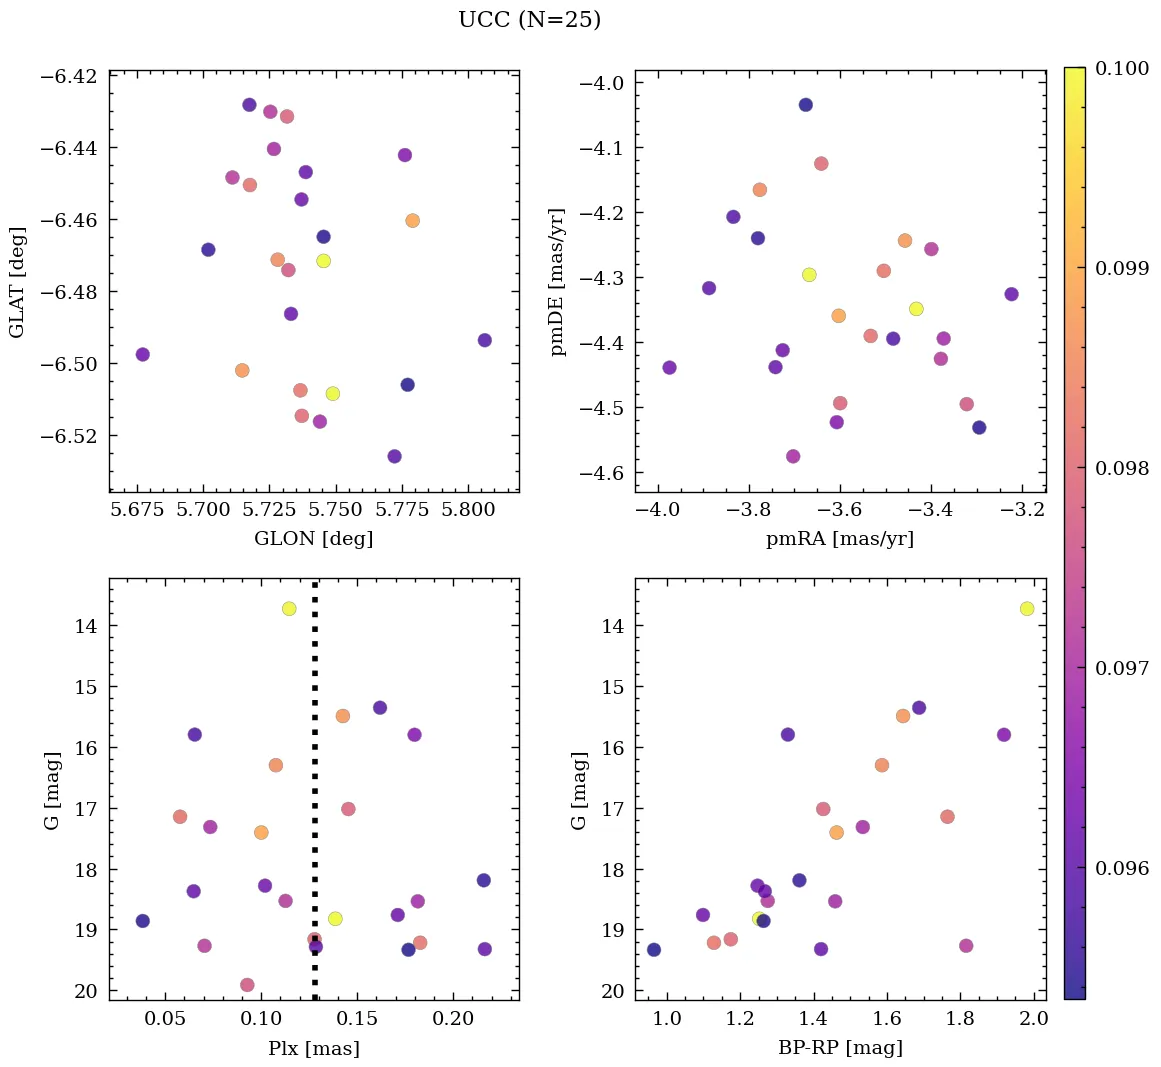 UCC (N=25)
−6.42
−6.44
−6.46
−6.48
−6.50
−6.52
GLAT [deg]
5.675 5.700 5.725 5.750 5.775 5.800
GLON [deg]
−4.0
−4.1
−4.2
−4.3
−4.4
−4.5
−4.6
pmDE [mas/yr]
−4.0 −3.8 −3.6 −3.4 −3.2
pmRA [mas/yr]
0.100
0.099
0.098
0.097
0.096
14
15
16
17
18
19
20
G [mag]
0.05 0.10 0.15 0.20
Plx [mas]
14
15
16
17
18
19
20
G [mag]
1.0 1.2 1.4 1.6 1.8 2.0
BP-RP [mag]